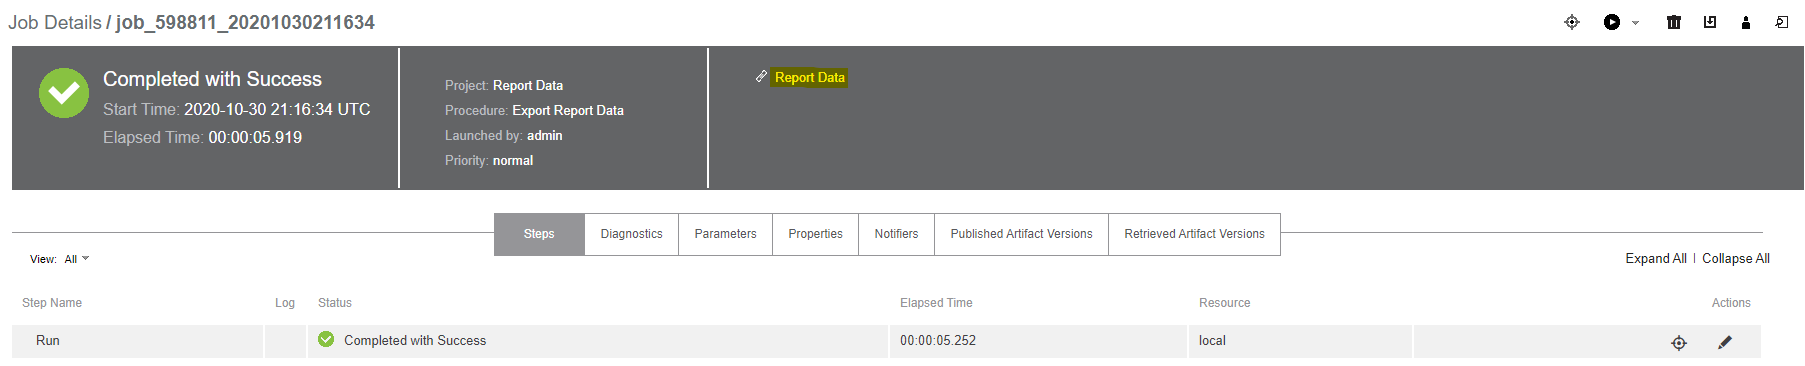 Job Details / job_598811_20201030211634
Completed with Success
Start Time: 2020-10-30 21:16:34 UTC
Elapsed Time: 00:00:05.919
Project: Report Data
Procedure: Export Report Data
Launched by: admin
Priority: normal
Report Data
Steps Diagnostics Parameters Properties Notifiers Published Artifact Versions Retrieved Artifact Versions
View: All
Expand All | Collapse All
Step Name Log Status Elapsed Time Resource Actions
Run Completed with Success 00:00:05.252 local